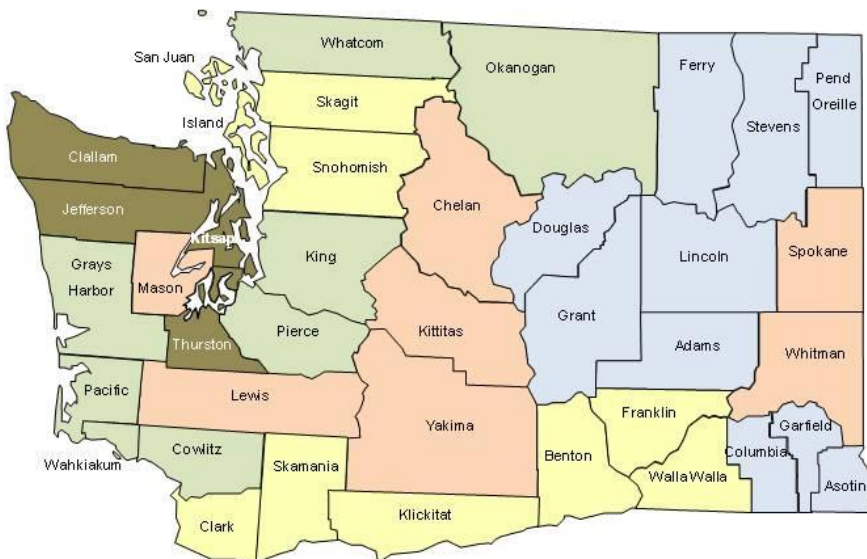 Whatcom
San Juan
Okanogan
Ferry
Pend
Oreille
Skagit
Island
Stevens
Clallam
Snohomish
Jefferson
Chelan
Douglas
Kitsap
King
Lincoln
Spokane
Grays
Harbor
Mason
Kittitas
Grant
Pierce
Thurston
Adams
Whitman
Pacific
Lewis
Franklin
Yakima
Garfield
Cowlitz
Wahkiakum
Skamania
Benton
Columbia
Walla Walla
Asotin
Clark
Klickitat